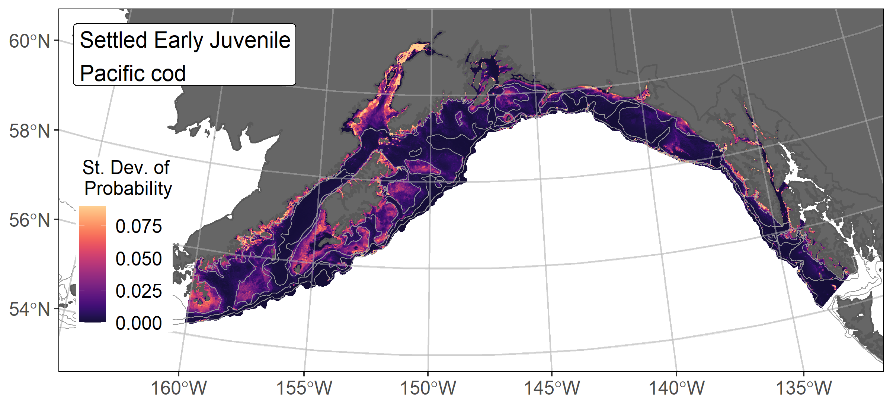 Settled Early Juvenile
Pacific cod
60°N
58°N
56°N
54°N
St. Dev. of
Probability
0.075
0.050
0.025
0.000
160°W
155°W
150°W
145°W
140°W
135°W